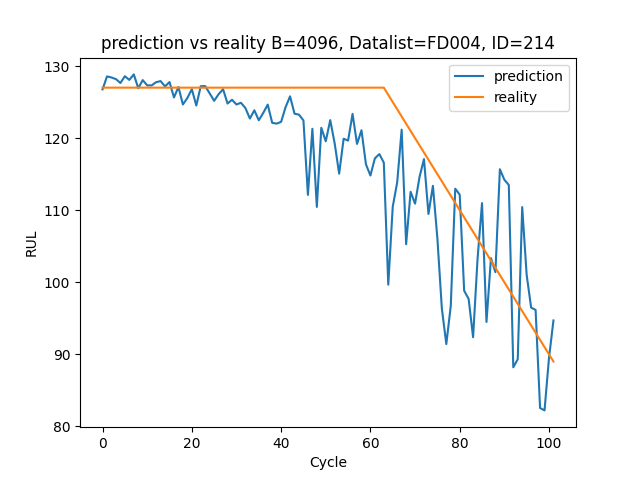 prediction vs reality B=4096, Datalist=FD004, ID=214
prediction
reality
RUL
130
120
110
100
90
80
0
20
40
60
80
100
Cycle